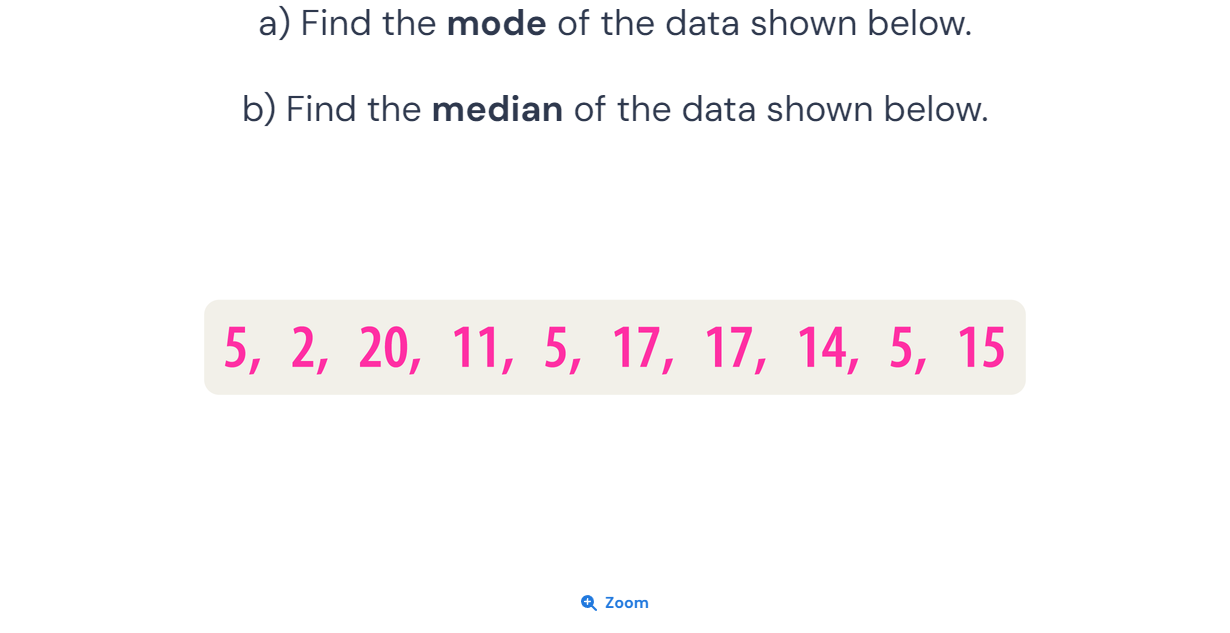 a) Find the mode of the data shown below.
b) Find the median of the data shown below.
5, 2, 20, 11, 5, 17, 17, 14, 5, 15
Zoom